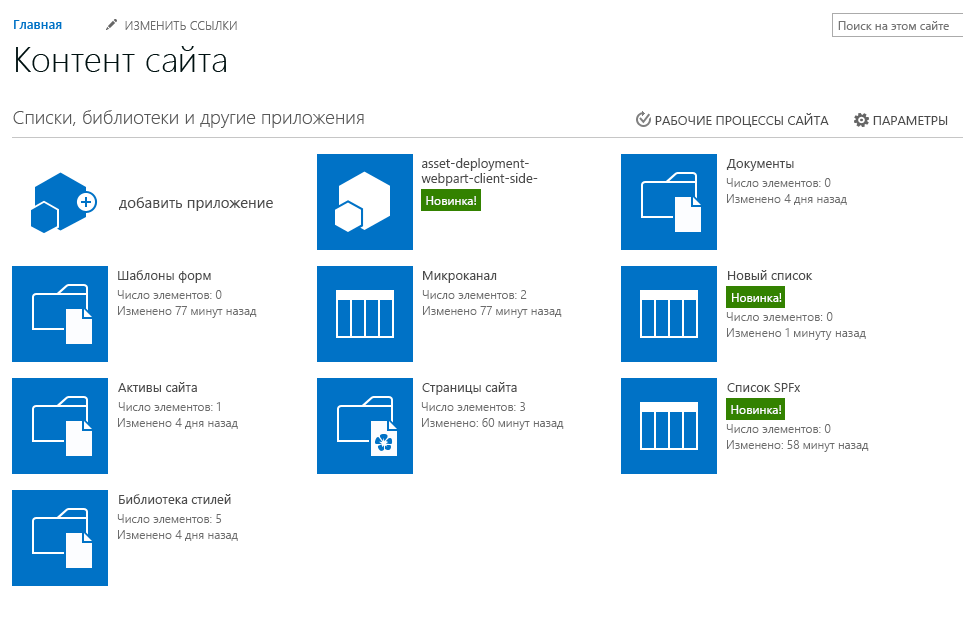 Главная
ИЗМЕНИТЬ ССЫЛКИ
Поиск на этом сайте
Контент сайта
Списки, библиотеки и другие приложения
РАБОЧИЕ ПРОЦЕССЫ САЙТА
ПАРАМЕТРЫ
добавить приложение
asset-deployment-
webpart-client-side-
Новинка!
Документы
Число элементов: 0
Изменено 4 дня назад
Шаблоны форм
Число элементов: 0
Изменено 77 минут назад
Микроканал
Число элементов: 2
Изменено 77 минут назад
Новый список
Новинка!
Число элементов: 0
Изменено 1 минуту назад
Активы сайта
Число элементов: 1
Изменено 4 дня назад
Страницы сайта
Число элементов: 3
Изменено: 60 минут назад
Список SPFx
Новинка!
Число элементов: 0
Изменено: 58 минут назад
Библиотека стилей
Число элементов: 5
Изменено 4 дня назад